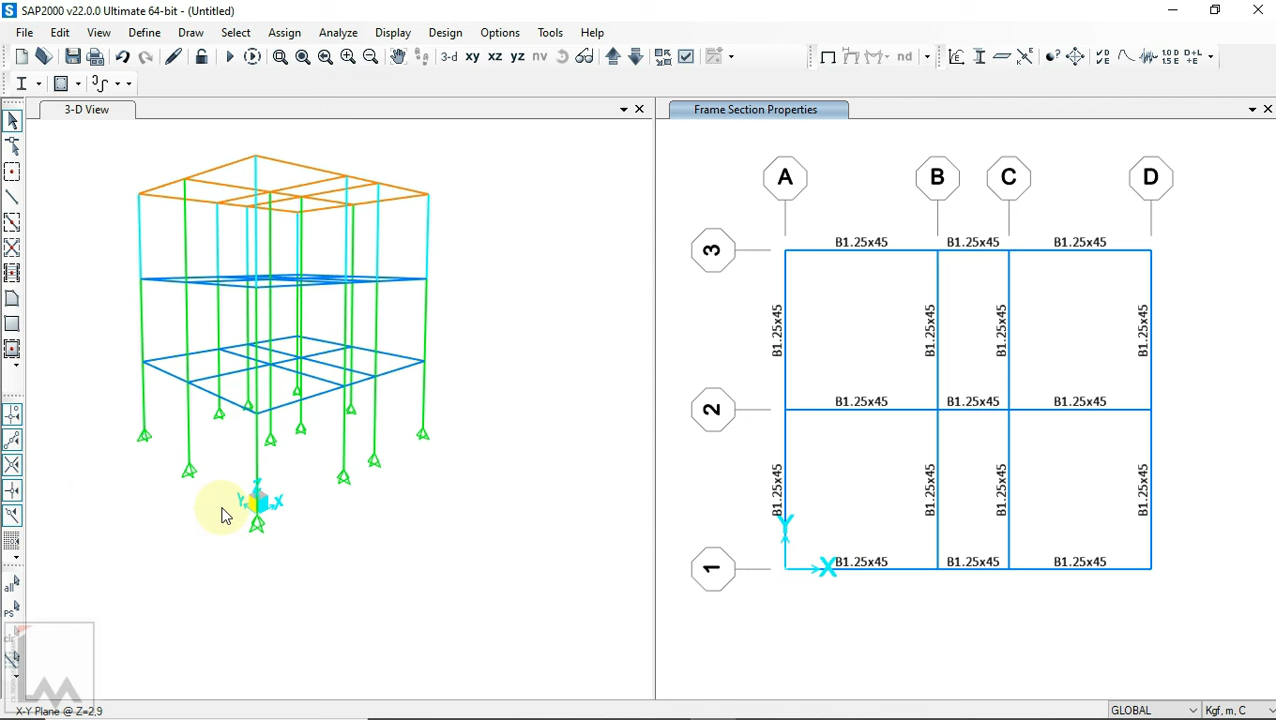 SAP2000 v22.0.0 Ultimate 64-bit - (Untitled)
File Edit View Define Draw Select Assign Analyze Display Design Options Tools Help
3-d xy xz yz nv nd
3-D View
Frame Section Properties
A B C D
3
B1.25x45 B1.25x45 B1.25x45
B1.25x45 B1.25x45 B1.25x45 B1.25x45
2
B1.25x45 B1.25x45 B1.25x45
B1.25x45 B1.25x45 B1.25x45 B1.25x45
1
B1.25x45 B1.25x45 B1.25x45
Y
X
Z
Y X
all
PS
X-Y Plane @ Z=2,9
GLOBAL
Kgf, m, C